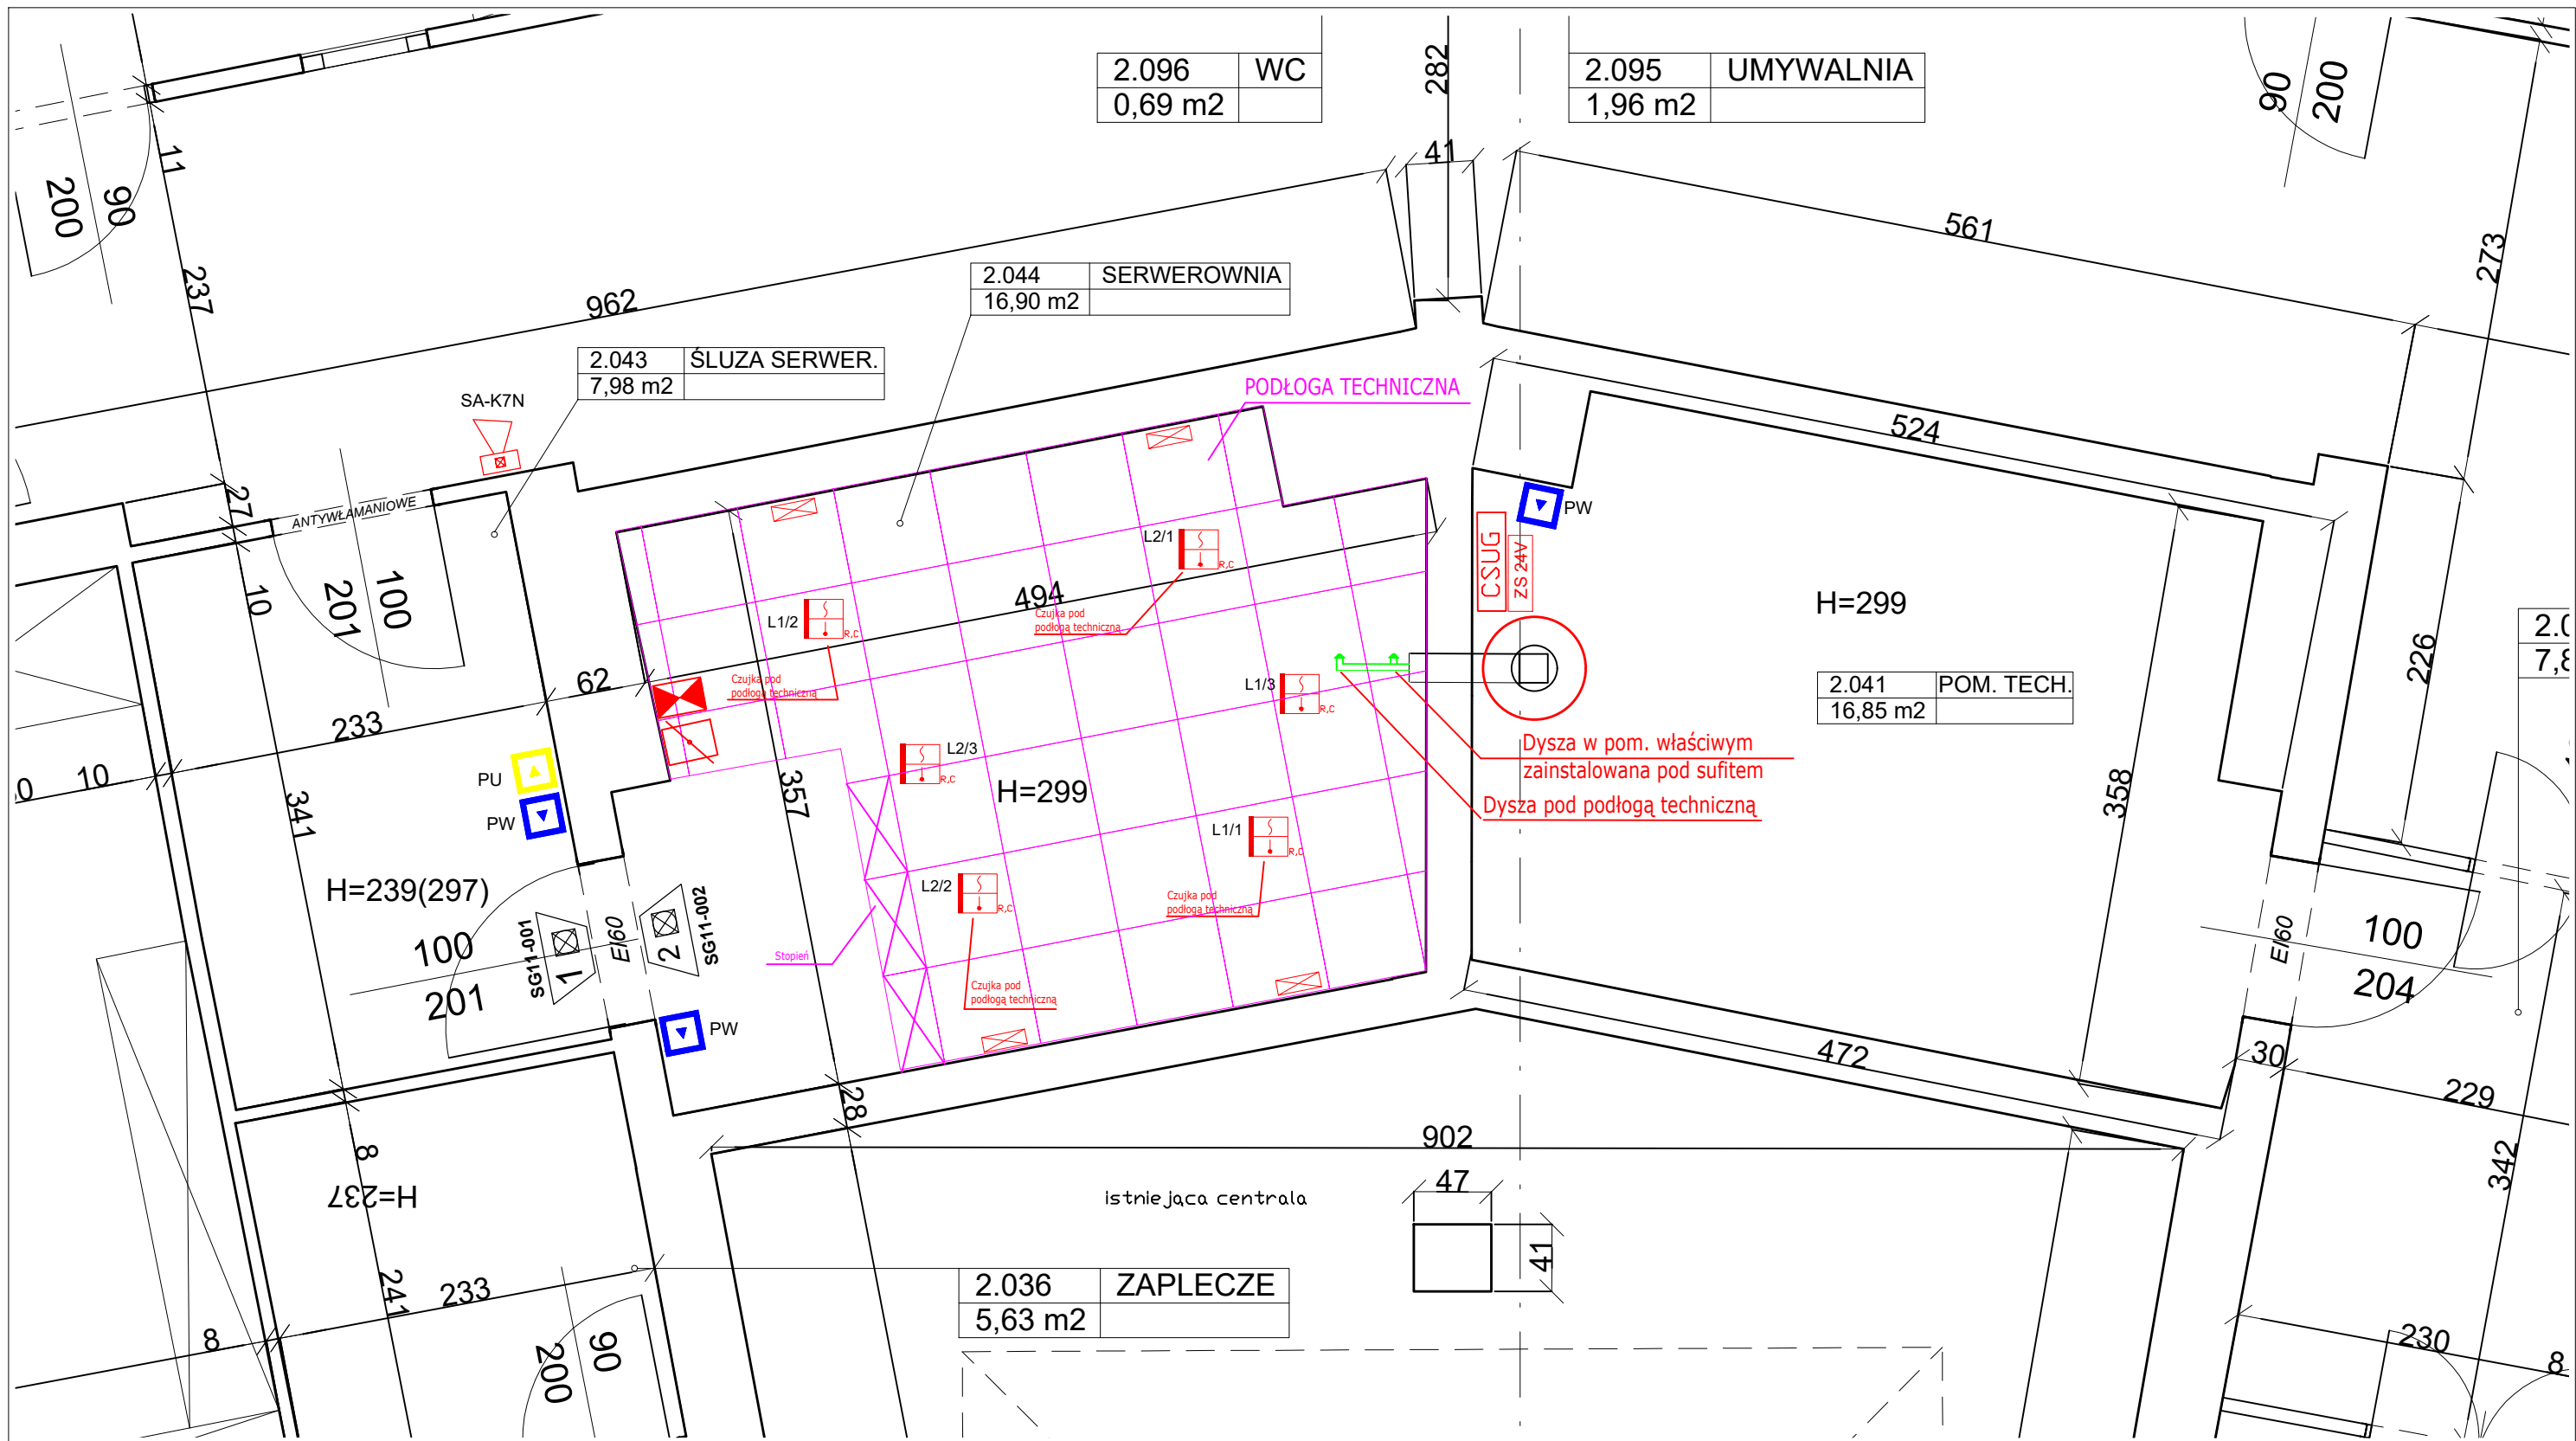 2.096 WC
0,69 m2
282
2.095 UMYWALNIA
1,96 m2
90
200
11
200
90
41
561
273
237
962
2.044 SERWEROWNIA
16,90 m2
2.043 ŚLUZA SERWER.
7,98 m2
SA-K7N
PODŁOGA TECHNICZNA
524
27
ANTYWŁAMANIOWE
PW
CSUG
ZS 24V
10
201
100
L2/1
R,C
494
Czujka pod
podłogą techniczną
L1/2
R,C
H=299
62
Czujka pod
podłogą techniczną
L1/3
R,C
226
2.041 POM. TECH.
16,85 m2
233
Dysza w pom. właściwym
zainstalowana pod sufitem
Dysza pod podłogą techniczną
10
PU
PW
341
357
L2/3
R,C
H=299
358
L1/1
R,C
H=239(297)
L2/2
R,C
Czujka pod
podłogą techniczną
100
201
SG11-001
1
EI60
2
SG11-002
Stopień
Czujka pod
podłogą techniczną
EI60
100
204
PW
472
30
229
28
902
8
H=237
342
istniejąca centrala
47
41
241
233
2.036 ZAPLECZE
5,63 m2
8
200
90
230
8